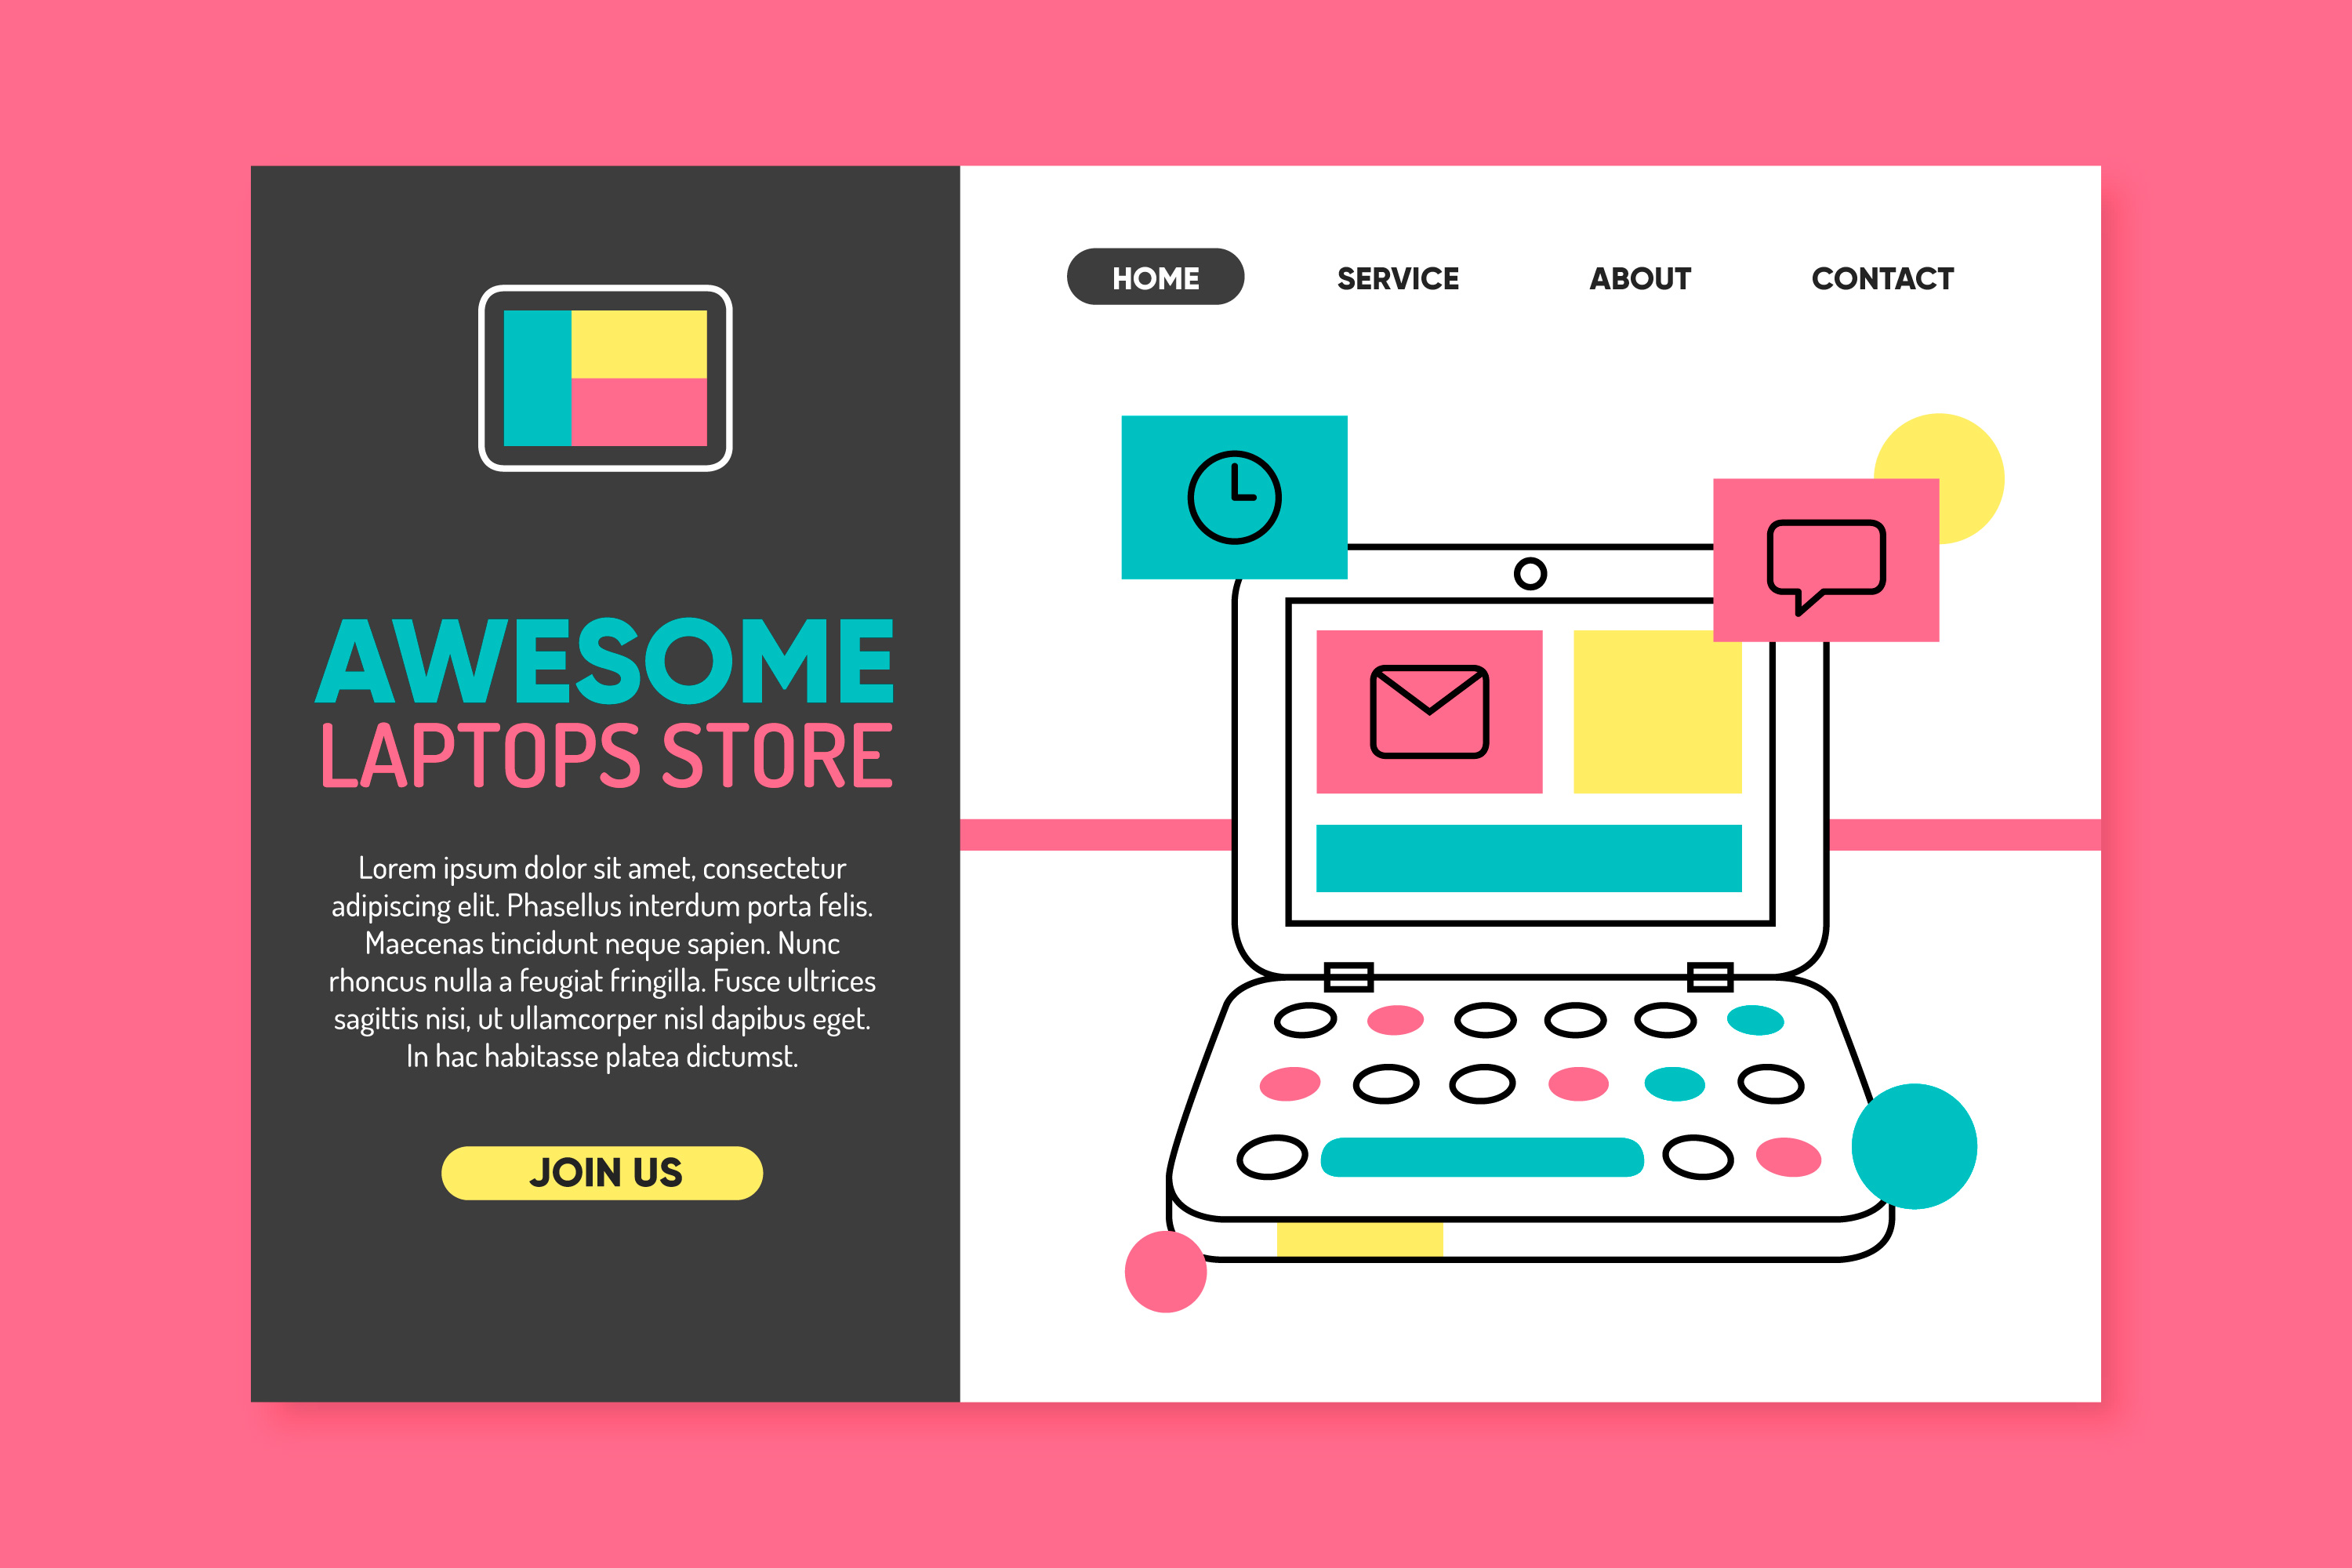 AWESOME
LAPTOPS STORE
Lorem ipsum dolor sit amet, consectetur
adipiscing elit. Phasellus interdum porta felis.
Maecenas tincidunt neque sapien. Nunc
rhoncus nulla a feugiat fringilla. Fusce ultrices
sagittis nisi, ut ullamcorper nisl dapibus eget.
In hac habitasse platea dictumst.
JOIN US
HOME SERVICE ABOUT CONTACT